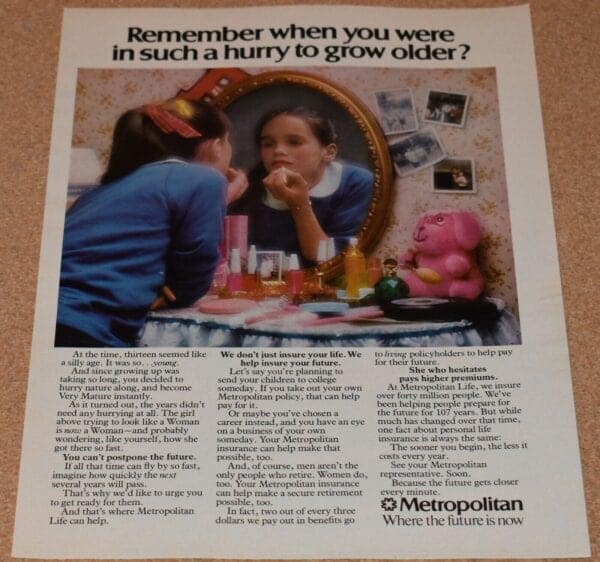 Remember when you were
in such a hurry to grow older?
At the time, thirteen seemed like
a silly age. It was so...young.
And since growing up was
taking so long, you decided to
hurry nature along, and become
Very Mature instantly.
As it turned out, the years didn't
need any hurrying at all. The girl
above trying to look like a Woman
is now a Woman—and probably
wondering, like yourself, how she
got there so fast.
You can't postpone the future.
If all that time can fly by so fast,
imagine how quickly the next
several years will pass.
That's why we'd like to urge you
to get ready for them.
And that's where Metropolitan
Life can help.
We don't just insure your life. We
help insure your future.
Let's say you're planning to
send your children to college
someday. If you take out your own
Metropolitan policy, that can help
pay for it.
Or maybe you've chosen a
career instead, and you have an eye
on a business of your own
someday. Your Metropolitan
insurance can help make that
possible, too.
And, of course, men aren't the
only people who retire. Women do,
too. Your Metropolitan insurance
can help make a secure retirement
possible, too.
In fact, two out of every three
dollars we pay out in benefits go
to living policyholders to help pay
for their future.
She who hesitates
pays higher premiums.
At Metropolitan Life, we insure
over forty million people. We've
been helping people prepare for
the future for 107 years. But while
much has changed over that time,
one fact about personal life
insurance is always the same:
The sooner you begin, the less it
costs every year.
See your Metropolitan
representative. Soon.
Because the future gets closer
every minute.
Metropolitan
Where the future is now